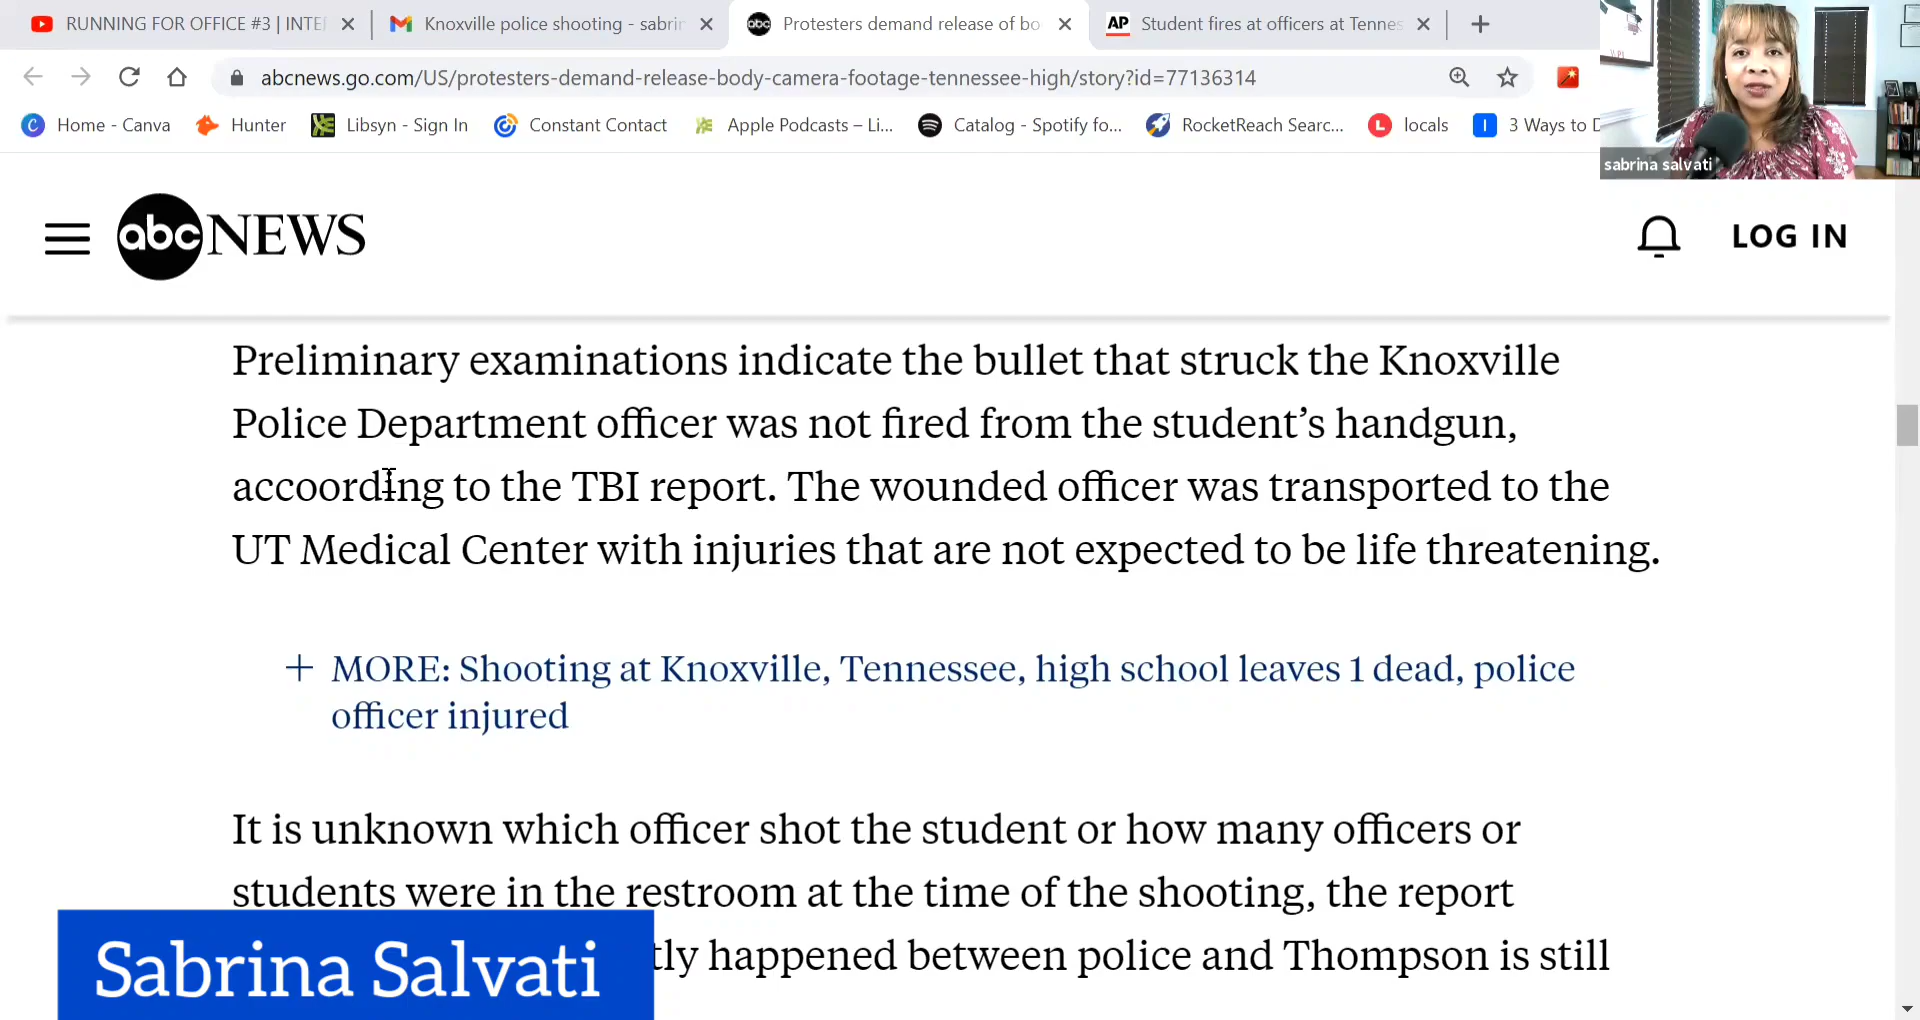 RUNNING FOR OFFICE #3 | INTE
Knoxville police shooting - sabrin
Protesters demand release of bo
Student fires at officers at Tennes
AP
abcnews.go.com/US/protesters-demand-release-body-camera-footage-tennessee-high/story?id=77136314
Home - Canva
Hunter
Libsyn - Sign In
Constant Contact
Apple Podcasts – Li...
Catalog - Spotify fo...
RocketReach Searc...
locals
3 Ways to D
sabrina salvati
abc NEWS
LOG IN
Preliminary examinations indicate the bullet that struck the Knoxville
Police Department officer was not fired from the student’s handgun,
accoording to the TBI report. The wounded officer was transported to the
UT Medical Center with injuries that are not expected to be life threatening.
+ MORE: Shooting at Knoxville, Tennessee, high school leaves 1 dead, police
officer injured
It is unknown which officer shot the student or how many officers or
students were in the restroom at the time of the shooting, the report
tly happened between police and Thompson is still
Sabrina Salvati